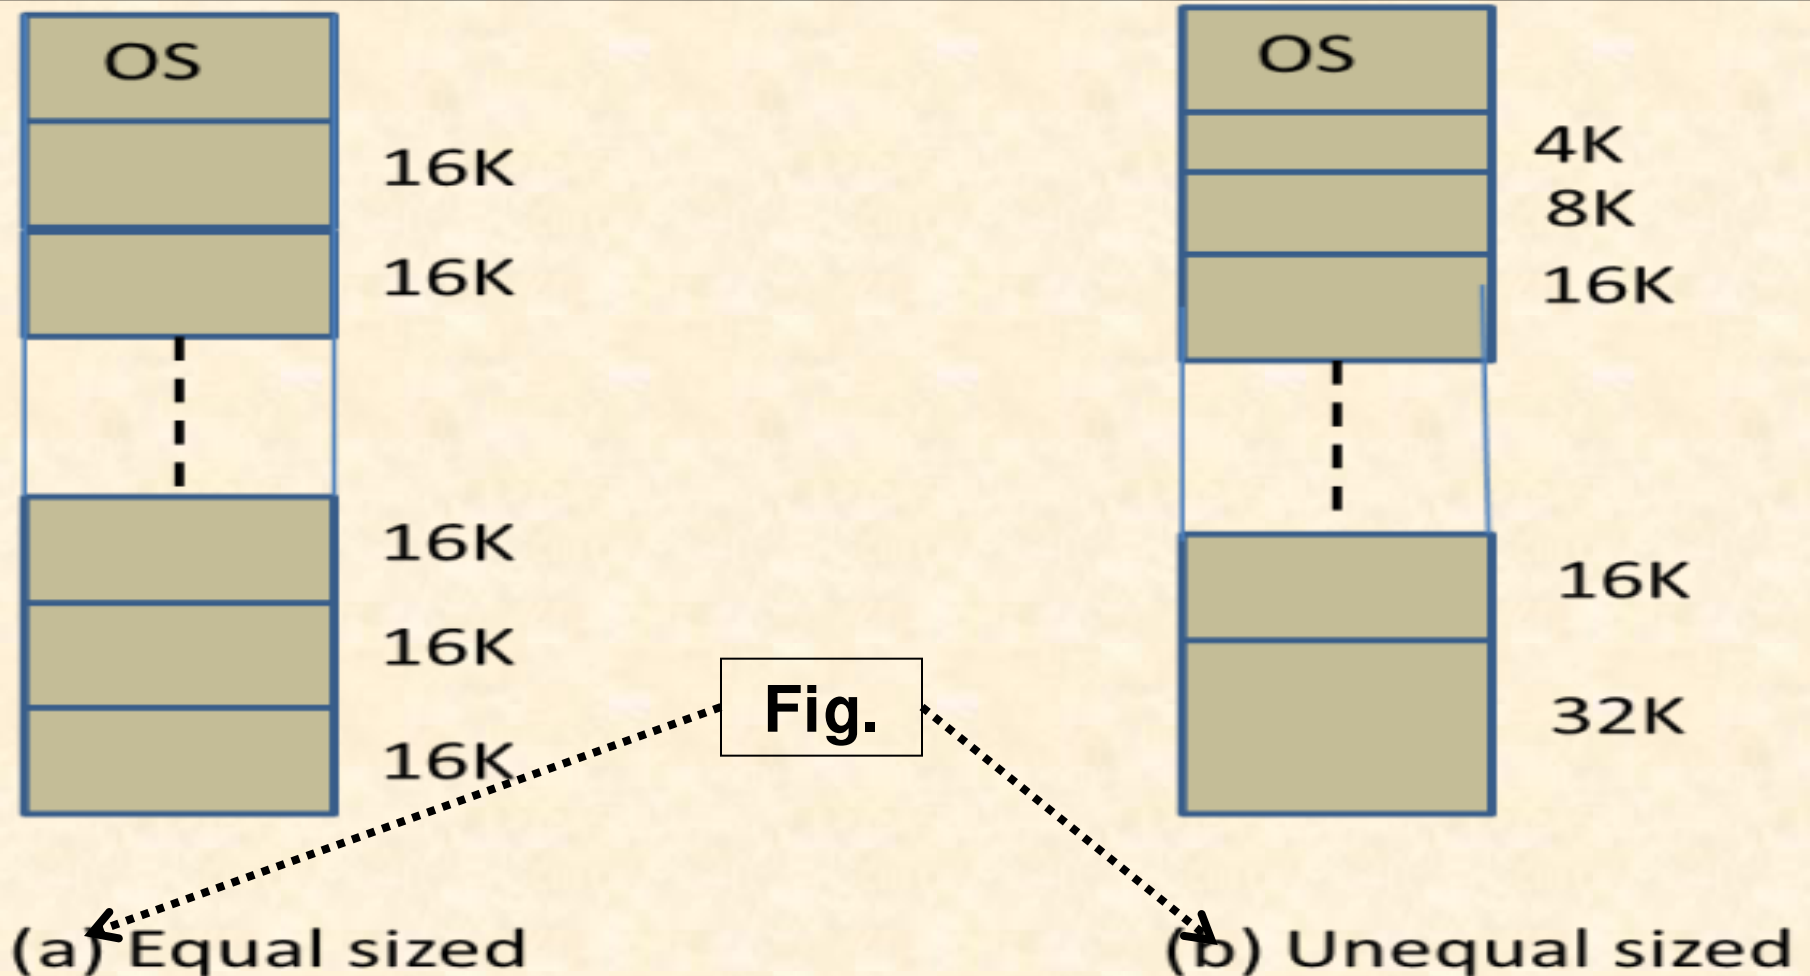 OS
16K
16K
16K
16K
16K
(a) Equal sized
Fig.
OS
4K
8K
16K
16K
32K
(b) Unequal sized